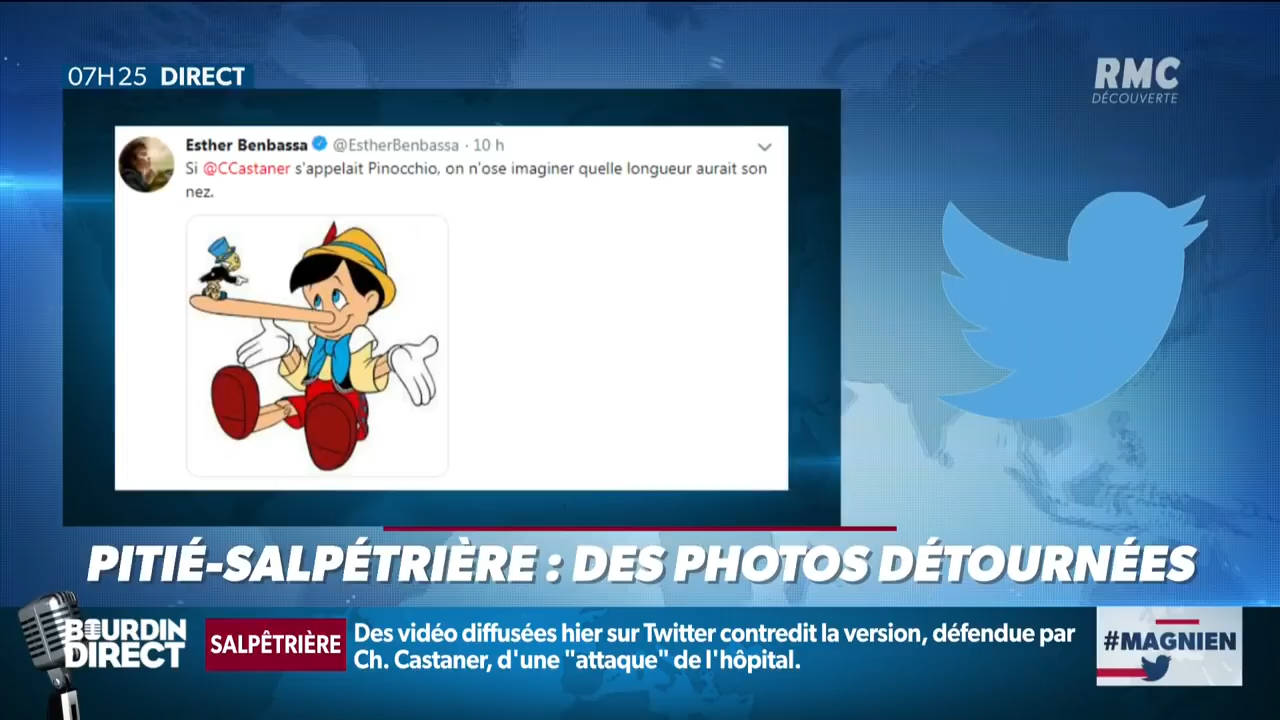 07H25 DIRECT
RMC
DÉCOUVERTE
Esther Benbassa @EstherBenbassa · 10 h
Si @CCastaner s'appelait Pinocchio, on n'ose imaginer quelle longueur aurait son
nez.
PITIÉ-SALPÉTRIÈRE : DES PHOTOS DÉTOURNÉES
BOURDIN
DIRECT
SALPÊTRIÈRE
Des vidéo diffusées hier sur Twitter contredit la version, défendue par
Ch. Castaner, d'une "attaque" de l'hôpital.
#MAGNIEN